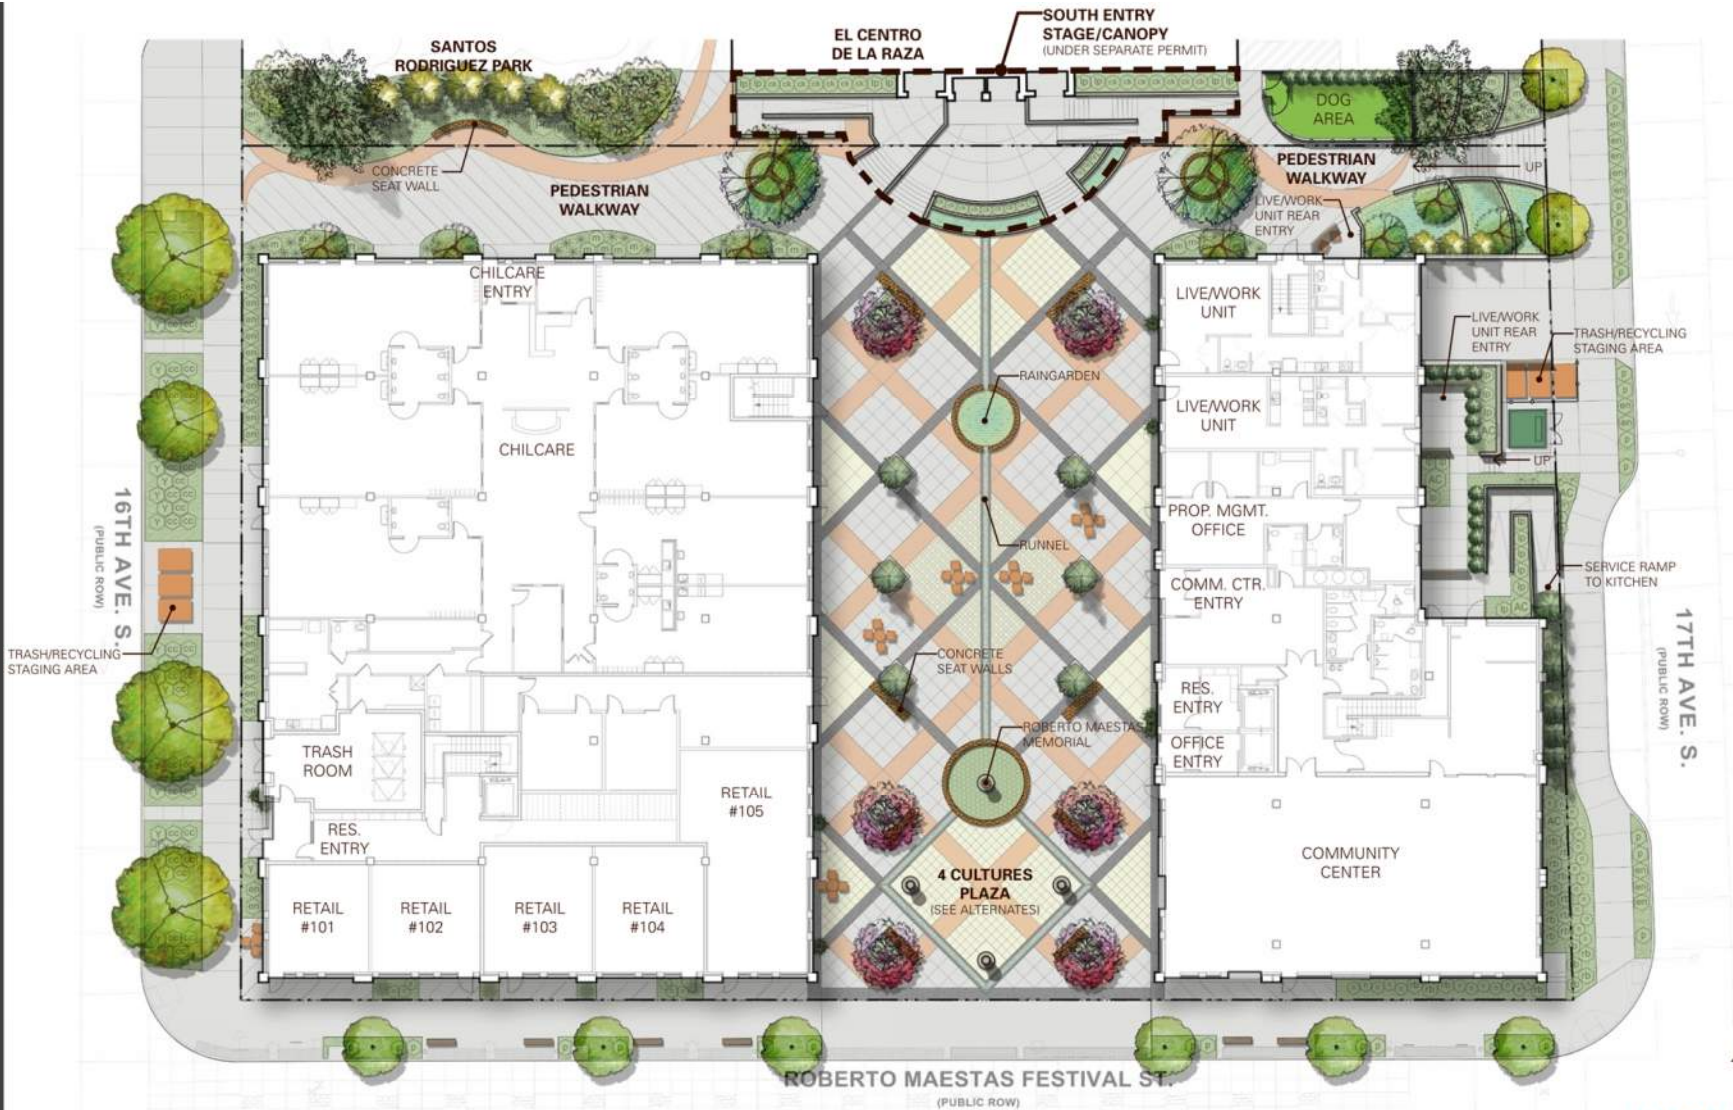 SANTOS
RODRIGUEZ PARK
EL CENTRO
DE LA RAZA
SOUTH ENTRY
STAGE/CANOPY
(UNDER SEPARATE PERMIT)
DOG
AREA
CONCRETE
SEAT WALL
PEDESTRIAN
WALKWAY
PEDESTRIAN
WALKWAY
UP
LIVE/WORK
UNIT REAR
ENTRY
CHILCARE
ENTRY
LIVE/WORK
UNIT
LIVE/WORK
UNIT REAR
ENTRY
TRASH/RECYCLING
STAGING AREA
RAINGARDEN
LIVE/WORK
UNIT
CHILCARE
UP
16TH AVE. S.
(PUBLIC ROW)
PROP. MGMT.
OFFICE
RUNNEL
COMM. CTR.
ENTRY
SERVICE RAMP
TO KITCHEN
TRASH/RECYCLING
STAGING AREA
CONCRETE
SEAT WALLS
17TH AVE. S.
(PUBLIC ROW)
RES.
ENTRY
ROBERTO MAESTAS
MEMORIAL
OFFICE
ENTRY
TRASH
ROOM
RETAIL
#105
RES.
ENTRY
COMMUNITY
CENTER
4 CULTURES
PLAZA
(SEE ALTERNATES)
RETAIL
#101
RETAIL
#102
RETAIL
#103
RETAIL
#104
ROBERTO MAESTAS FESTIVAL ST.
(PUBLIC ROW)